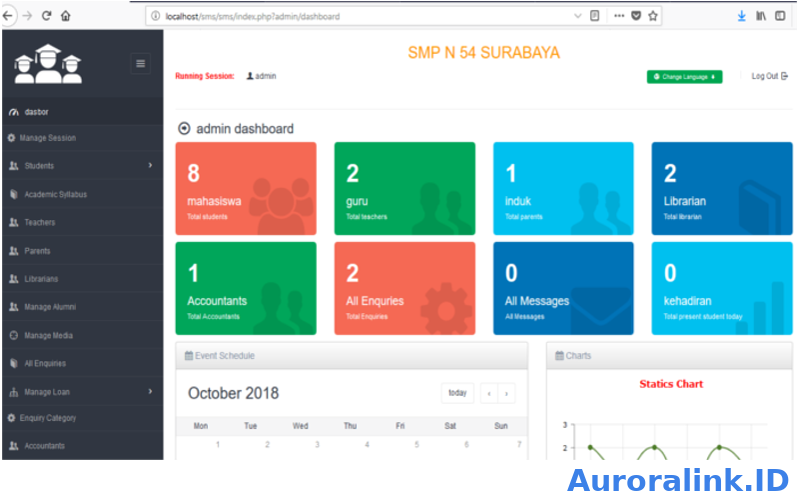 localhost/sms/sms/index.php?admin/dashboard
SMP N 54 SURABAYA
Running Session: admin
Change Language
Log Out
dasbor
Manage Session
Students
Academic Syllabus
Teachers
Parents
Librarians
Manage Alumni
Manage Media
All Enquiries
Manage Loan
Enquiry Category
Accountants
admin dashboard
8
mahasiswa
Total students
2
guru
Total teachers
1
induk
Total parents
2
Librarian
Total librarian
1
Accountants
Total Accountants
2
All Enquries
Total Enquiries
0
All Messages
All Messages
0
kehadiran
Total present student today
Event Schedule
October 2018
today
Mon Tue Wed Thu Fri Sat Sun
1 2 3 4 5 6 7
Charts
Statics Chart
3
2
Auroralink.ID